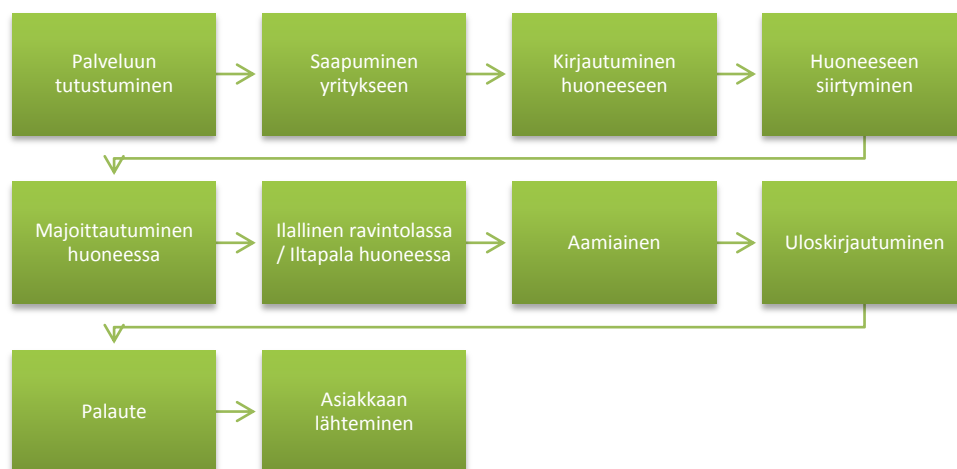 Palveluun
tutustuminen
Saapuminen
yritykseen
Kirjautuminen
huoneeseen
Huoneeseen
siirtyminen
Majoittautuminen
huoneessa
Ilallinen ravintolassa
/ Iltapala huoneessa
Aamiainen
Uloskirjautuminen
Palaute
Asiakkaan
lähteminen